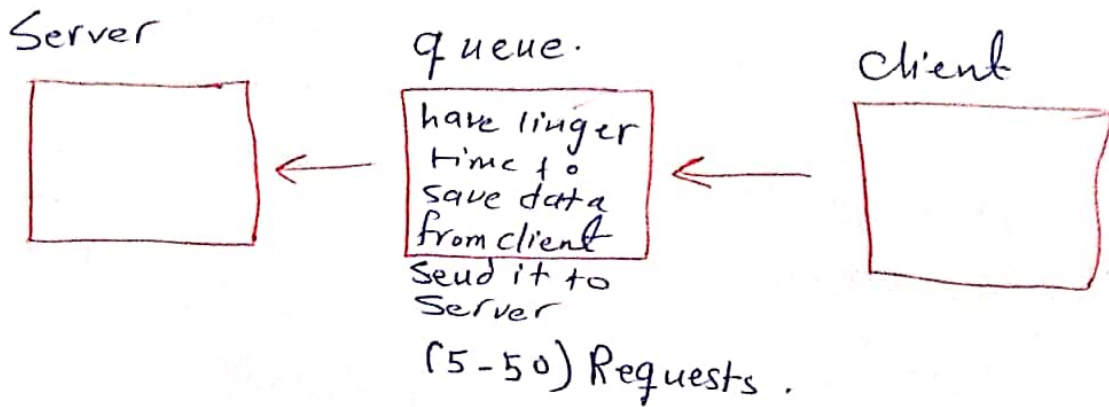 Server
queue.
client
have linger
time to
save data
from client
send it to
Server
(5-50) Requests.